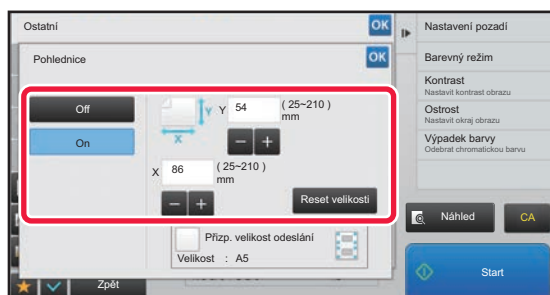 Ostatní
OK
Pohlednice
OK
Off
On
Y
Y 54 ( 25~210 )
mm
X
X 86 ( 25~210 )
mm
Reset velikosti
Přizp. velikost odeslání
Velikost : A5
Zpět
Nastavení pozadí
Barevný režim
Kontrast
Nastavit kontrast obrazu
Ostrost
Nastavit okraj obrazu
Výpadek barvy
Odebrat chromatickou barvu
Náhled
CA
Start